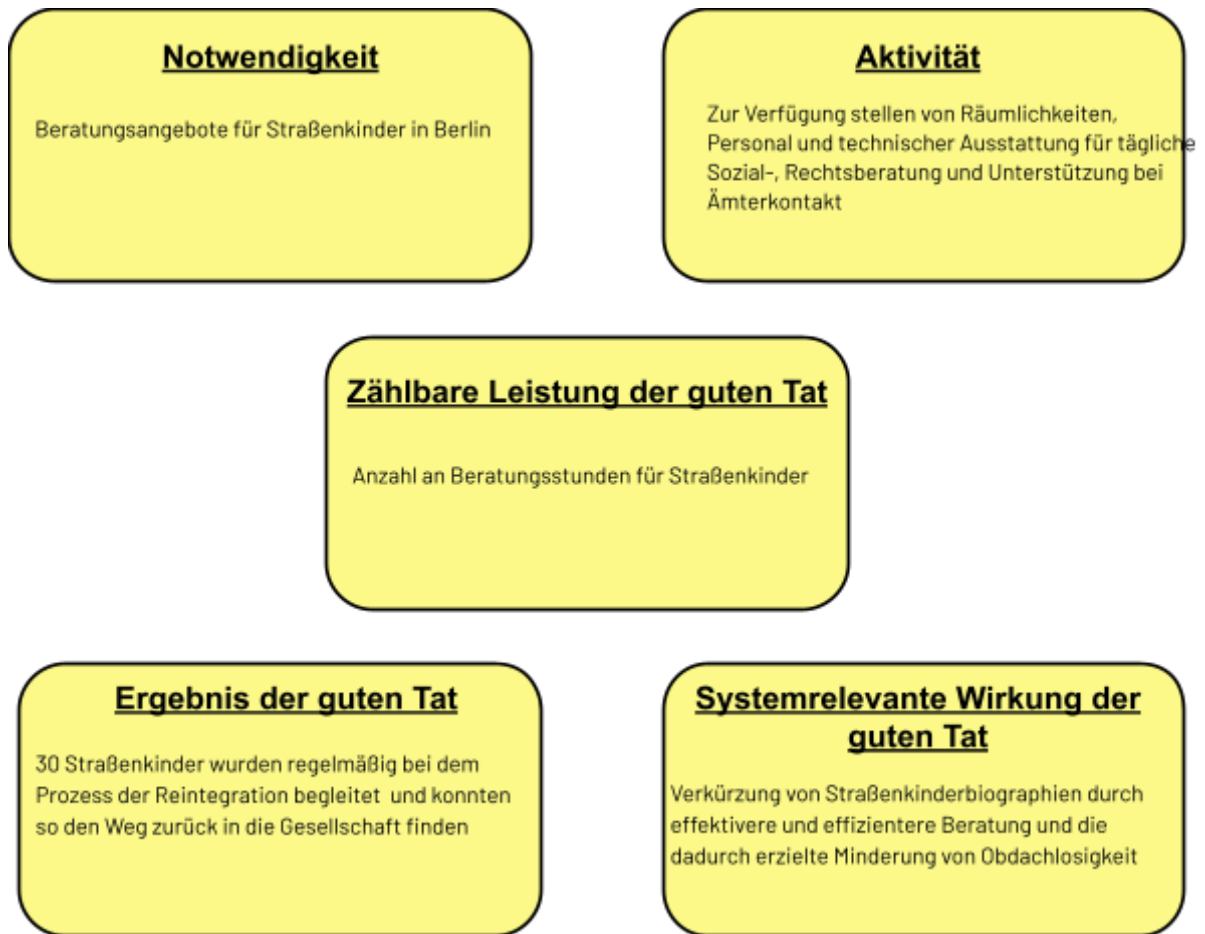 Notwendigkeit
Beratungsangebote für Straßenkinder in Berlin
Aktivität
Zur Verfügung stellen von Räumlichkeiten,
Personal und technischer Ausstattung für tägliche
Sozial-, Rechtsberatung und Unterstützung bei
Ämterkontakt
Zählbare Leistung der guten Tat
Anzahl an Beratungsstunden für Straßenkinder
Ergebnis der guten Tat
30 Straßenkinder wurden regelmäßig bei dem
Prozess der Reintegration begleitet und konnten
so den Weg zurück in die Gesellschaft finden
Systemrelevante Wirkung der
guten Tat
Verkürzung von Straßenkinderbiographien durch
effektivere und effizientere Beratung und die
dadurch erzielte Minderung von Obdachlosigkeit